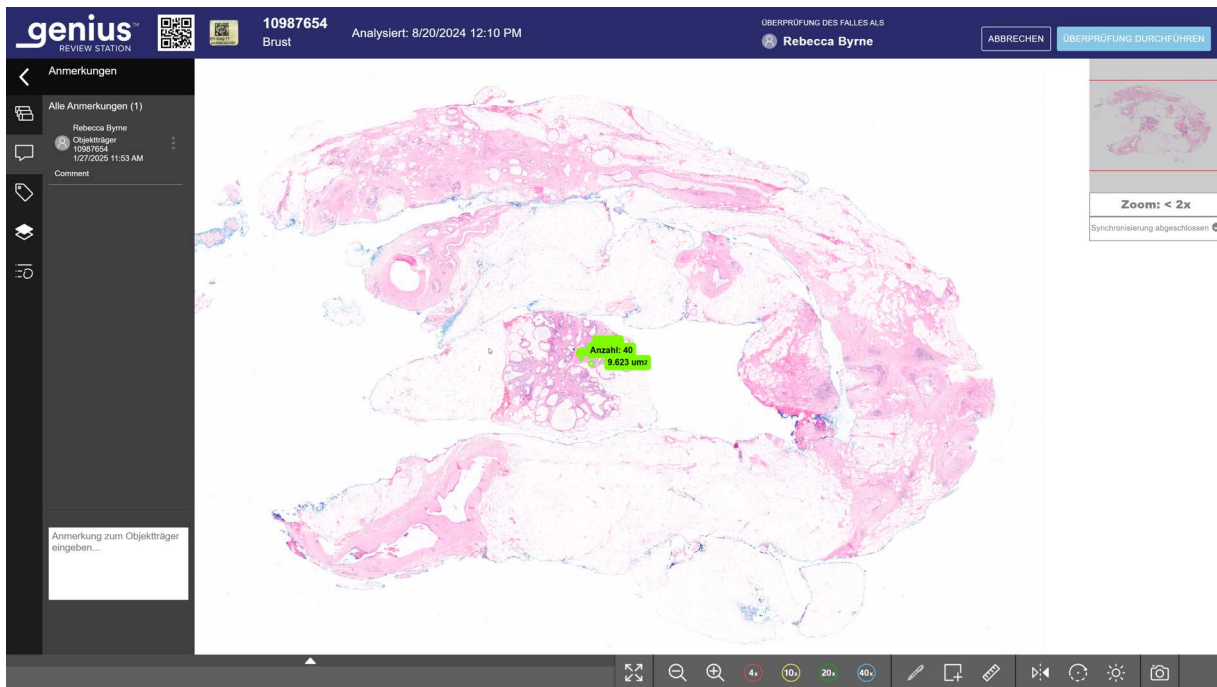 genius™
REVIEW STATION
10987654
Brust
Analysiert: 8/20/2024 12:10 PM
ÜBERPRÜFUNG DES FALLES ALS
Rebecca Byrne
ABBRECHEN
ÜBERPRÜFUNG DURCHFÜHREN
Anmerkungen
Alle Anmerkungen (1)
Rebecca Byrne
Objektträger
10987654
1/27/2025 11:53 AM
Comment
Anmerkung zum Objektträger
eingeben...
Anzahl: 40
9.623 um2
Zoom: < 2x
Synchronisierung abgeschlossen
4x
10x
20x
40x